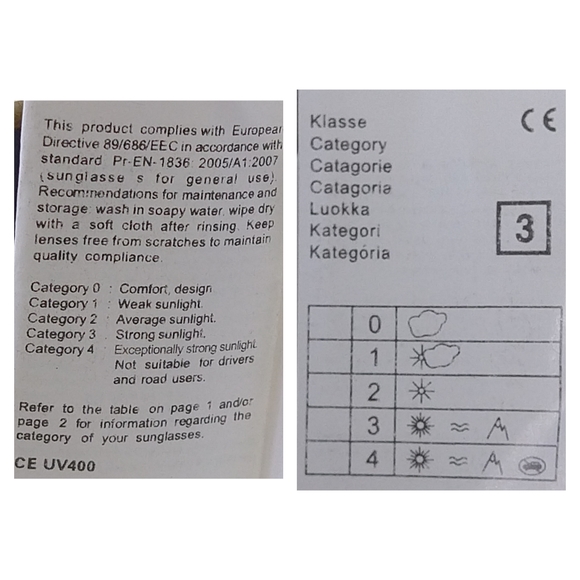 This product complies with European
Directive 89/686/EEC in accordance with
standard Pr-EN-1836: 2005/A1:2007
(sunglasse s for general use).
Recommendations for maintenance and
storage: wash in soapy water, wipe dry
with a soft cloth after rinsing. Keep
lenses free from scratches to maintain
quality compliance.
Category 0 : Comfort, design.
Category 1 : Weak sunlight.
Category 2 : Average sunlight.
Category 3 : Strong sunlight.
Category 4 : Exceptionally strong sunlight.
Not suitable for drivers
and road users.
Refer to the table on page 1 and/or
page 2 for information regarding the
category of your sunglasses.
CE UV400
Klasse CE
Category
Catagorie
Catagoria
Luokka
Kategori
Kategória
3
0
1
2
3
4